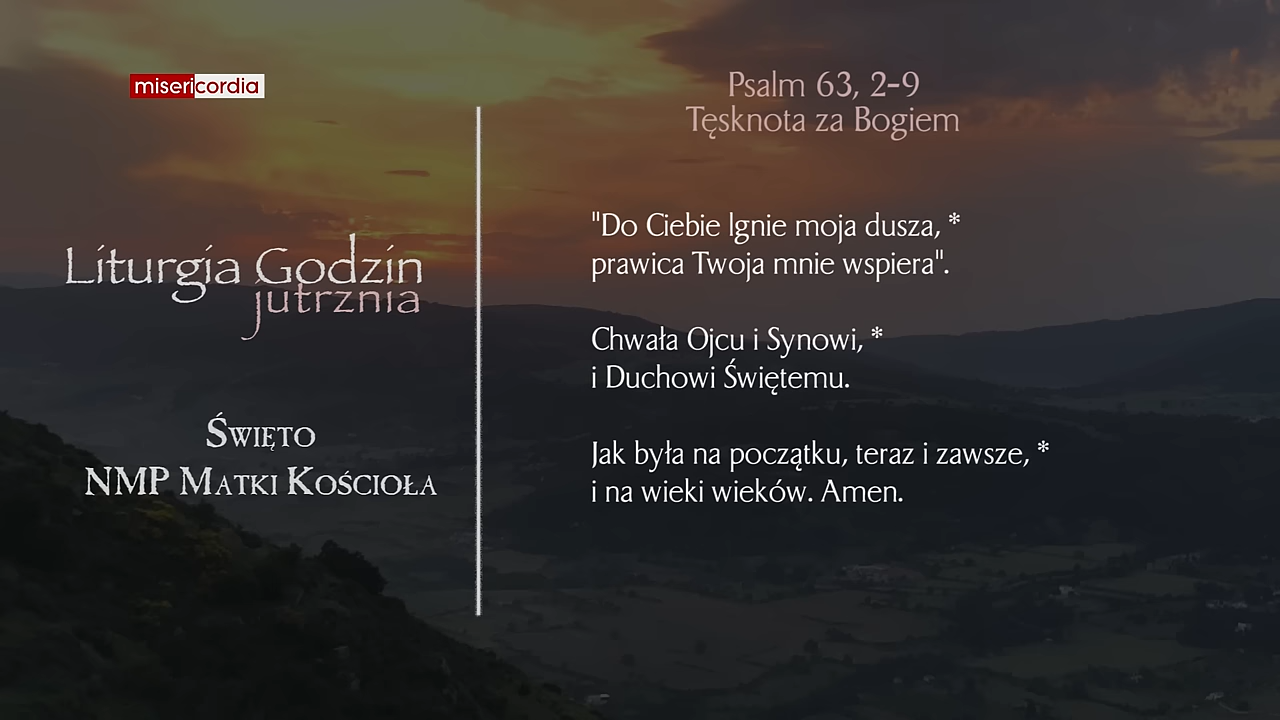 misericordia
Liturgia Godzin
jutrznia
Święto
NMP Matki Kościoła
Psalm 63, 2-9
Tęsknota za Bogiem
"Do Ciebie lgnie moja dusza, *
prawica Twoja mnie wspiera".
Chwała Ojcu i Synowi, *
i Duchowi Świętemu.
Jak była na początku, teraz i zawsze, *
i na wieki wieków. Amen.